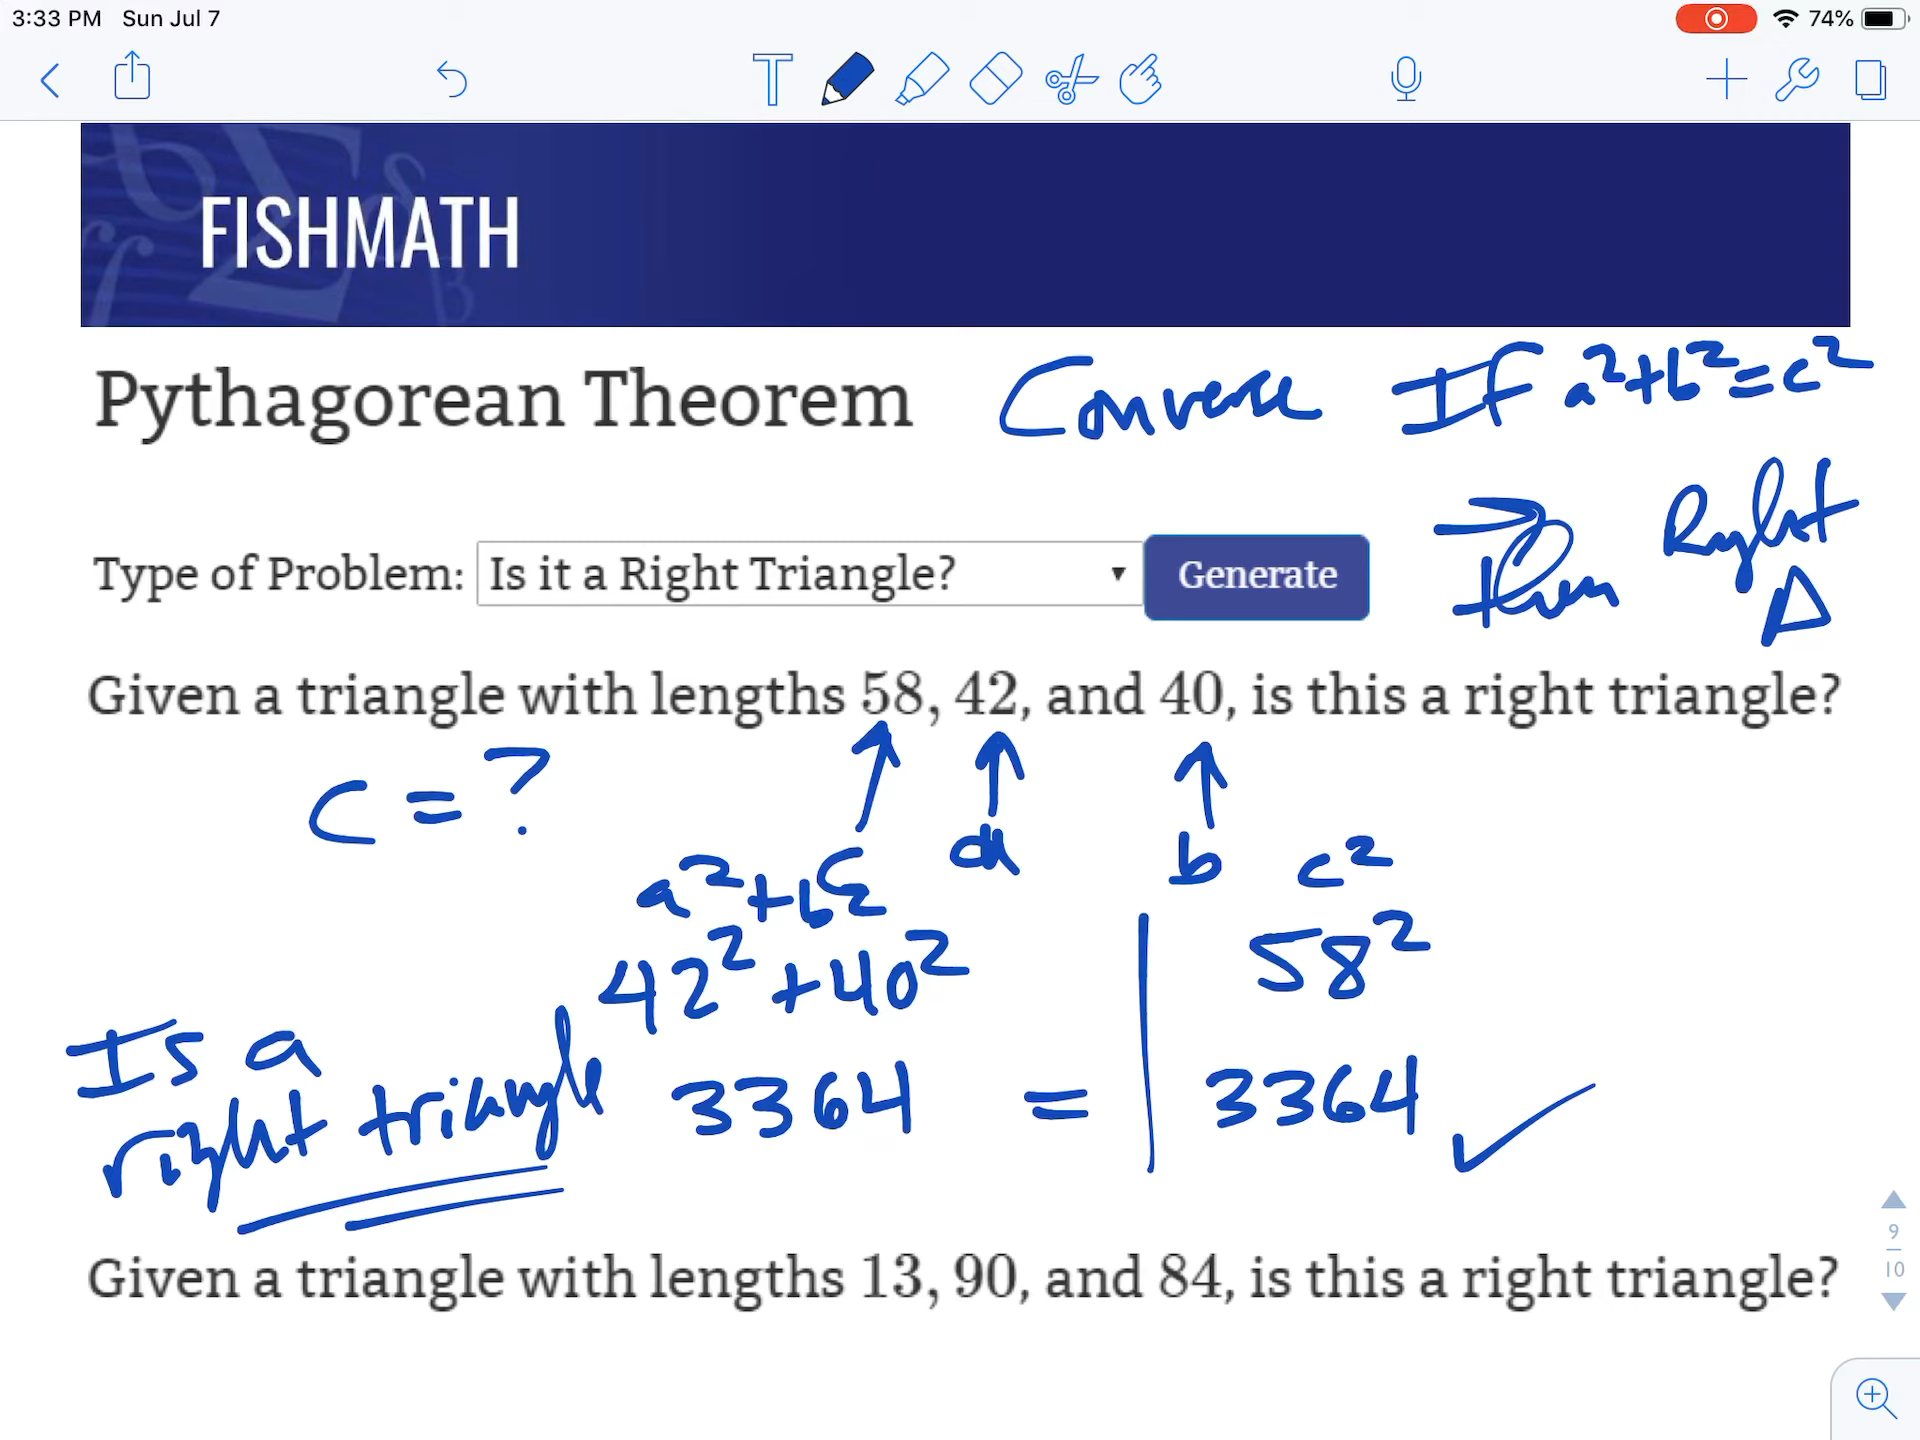 3:33 PM Sun Jul 7 74%
FISHMATH
Pythagorean Theorem Converse If a²+b²=c²
→ then Right △
Type of Problem: Is it a Right Triangle? ▼ Generate
Given a triangle with lengths 58, 42, and 40, is this a right triangle?
c = ?
c a b
a²+b² c²
42²+40² 58²
3364 = 3364 ✓
Is a
right triangle
Given a triangle with lengths 13, 90, and 84, is this a right triangle?
9
10